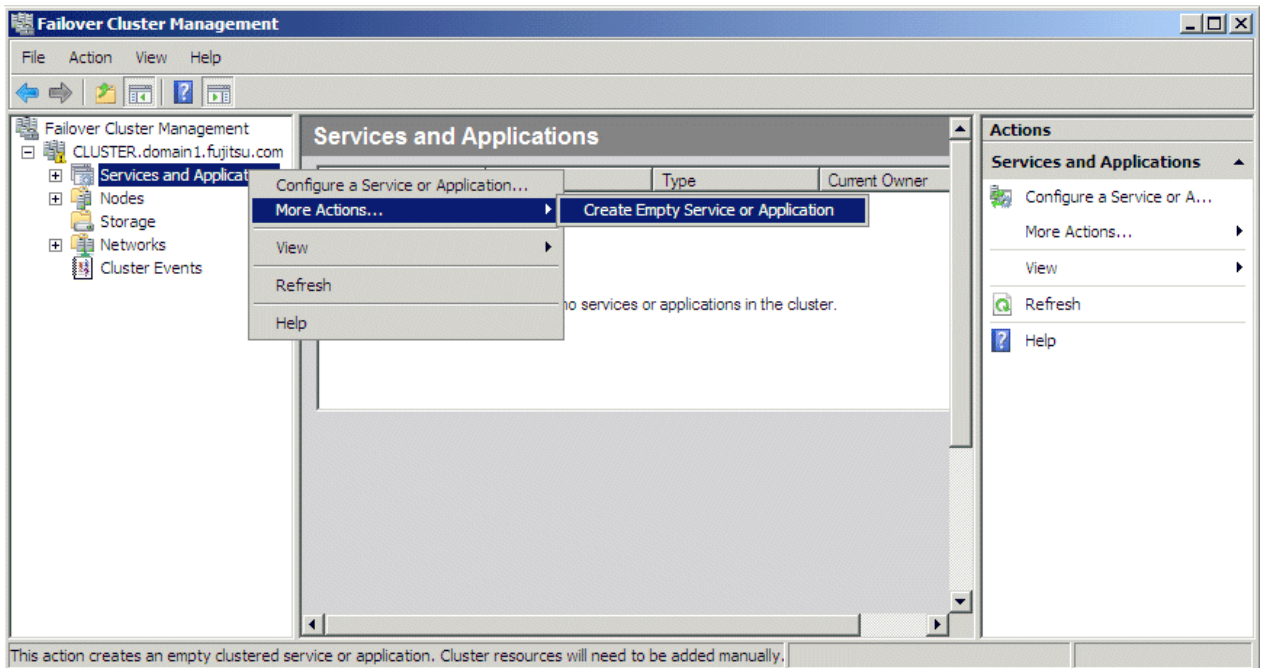 Failover Cluster Management
File Action View Help
Failover Cluster Management
CLUSTER.domain1.fujitsu.com
Services and Applicat
Nodes
Storage
Networks
Cluster Events
Configure a Service or Application...
More Actions...
View
Refresh
Help
Create Empty Service or Application
Services and Applications
Type Current Owner
no services or applications in the cluster.
Actions
Services and Applications
Configure a Service or A...
More Actions...
View
Refresh
Help
This action creates an empty clustered service or application. Cluster resources will need to be added manually.